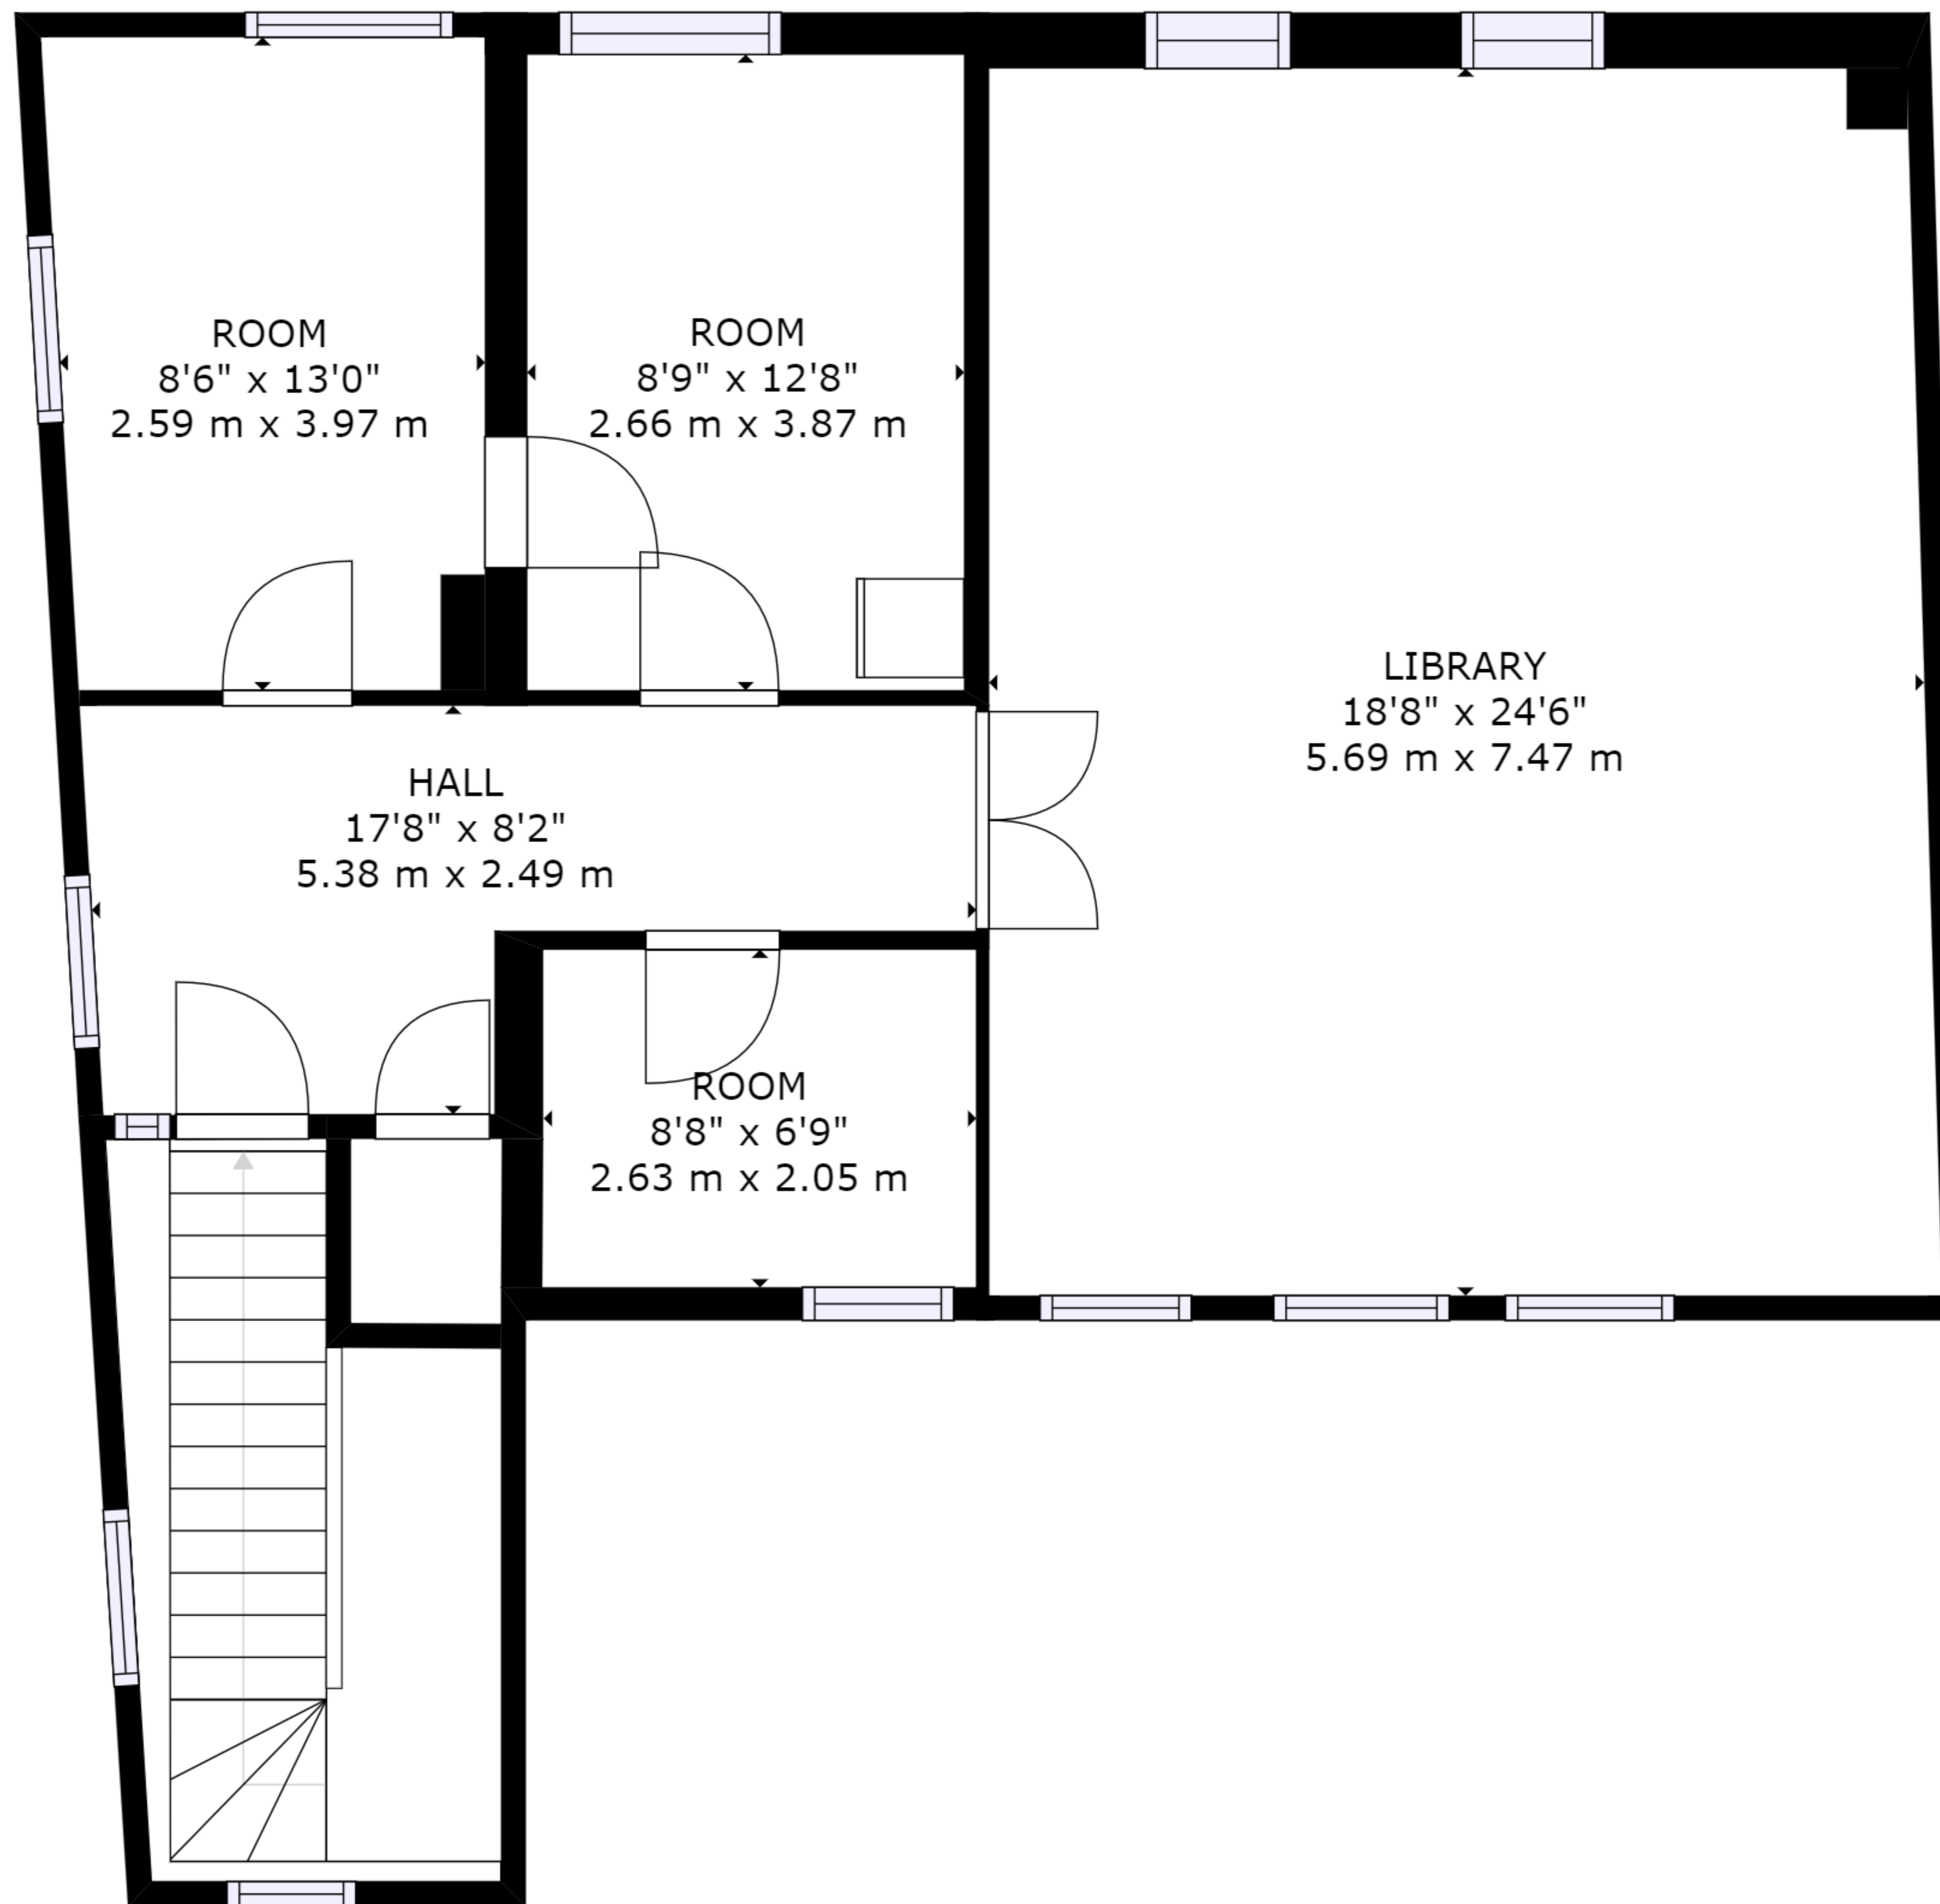 ROOM
8'6" x 13'0"
2.59 m x 3.97 m
ROOM
8'9" x 12'8"
2.66 m x 3.87 m
LIBRARY
18'8" x 24'6"
5.69 m x 7.47 m
HALL
17'8" x 8'2"
5.38 m x 2.49 m
ROOM
8'8" x 6'9"
2.63 m x 2.05 m